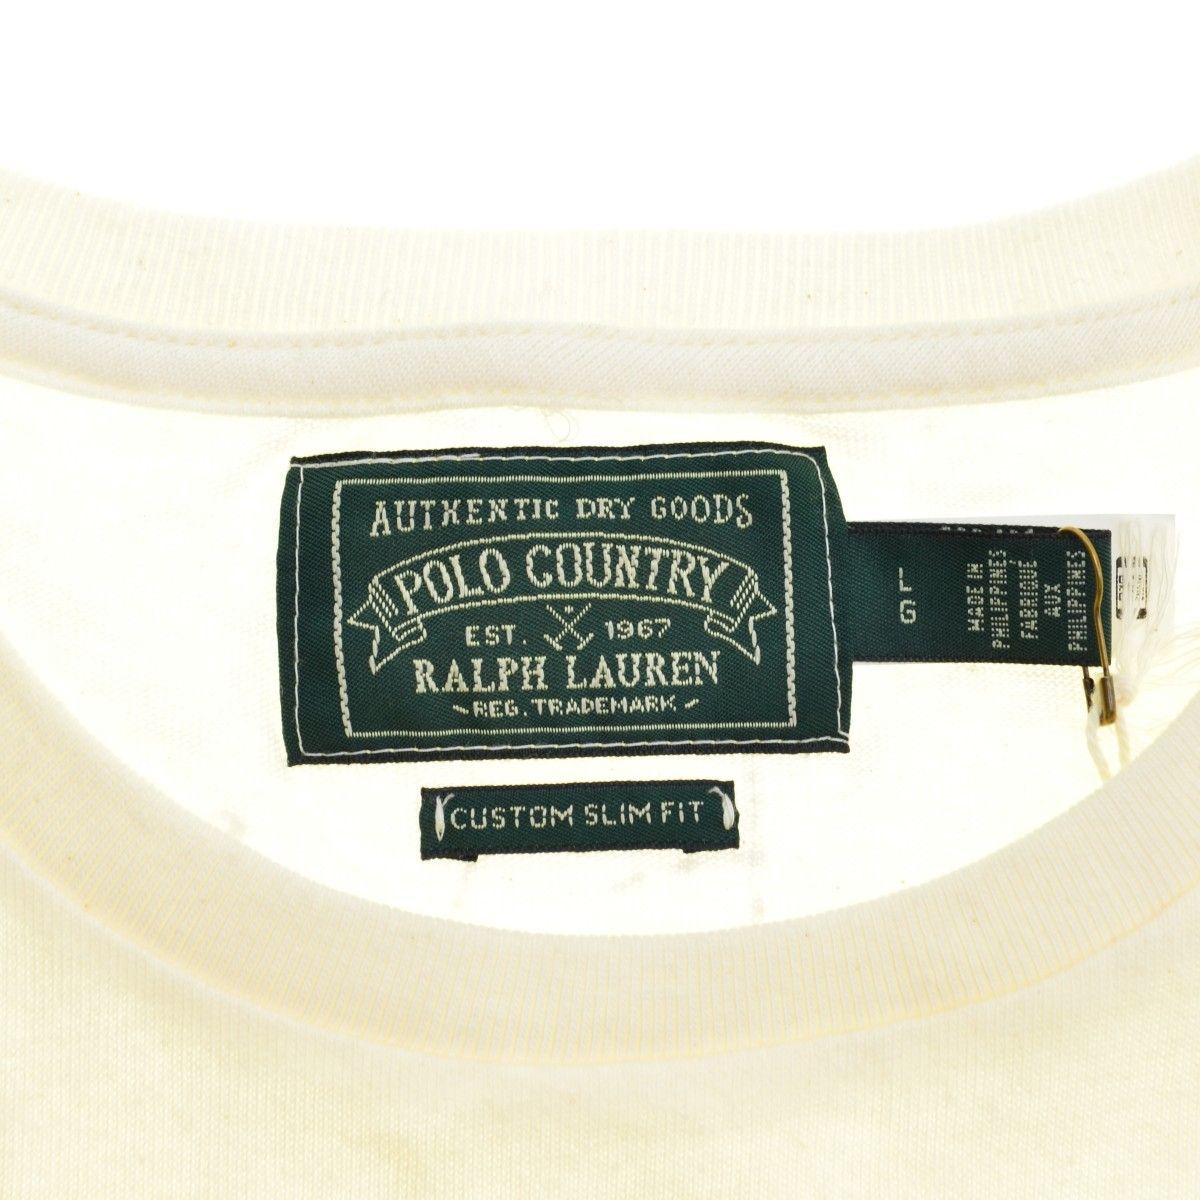 AUTHENTIC DRY GOODS
POLO COUNTRY
EST. 1967
RALPH LAUREN
REG. TRADEMARK
CUSTOM SLIM FIT
L
G
MADE IN
PHILIPPINES
FABRIQUÉ
AUX
PHILIPPINES